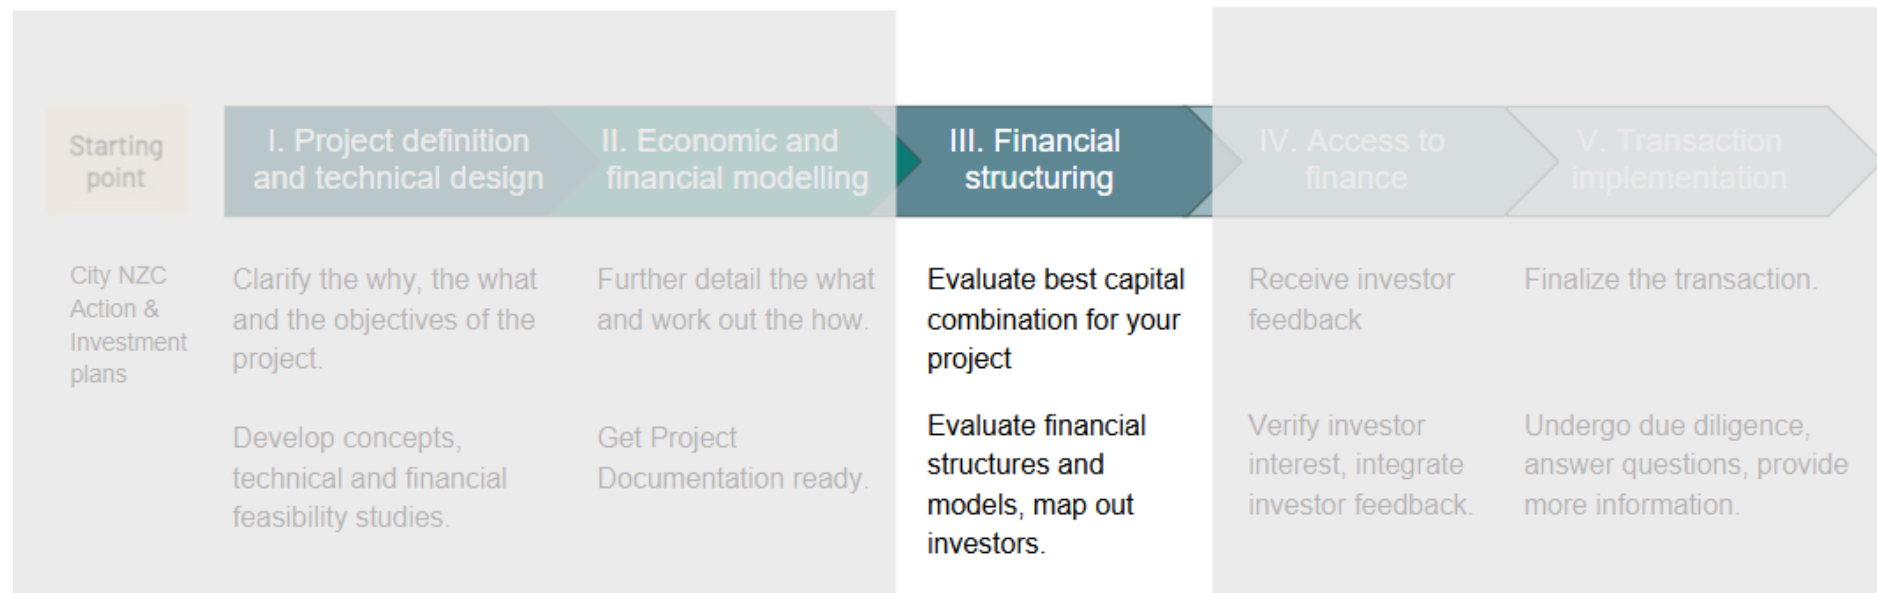 Starting
point
I. Project definition
and technical design
II. Economic and
financial modelling
III. Financial
structuring
IV. Access to
finance
V. Transaction
implementation
City NZC
Action &
Investment
plans
Clarify the why, the what
and the objectives of the
project.
Develop concepts,
technical and financial
feasibility studies.
Further detail the what
and work out the how.
Get Project
Documentation ready.
Evaluate best capital
combination for your
project
Evaluate financial
structures and
models, map out
investors.
Receive investor
feedback
Verify investor
interest, integrate
investor feedback.
Finalize the transaction.
Undergo due diligence,
answer questions, provide
more information.